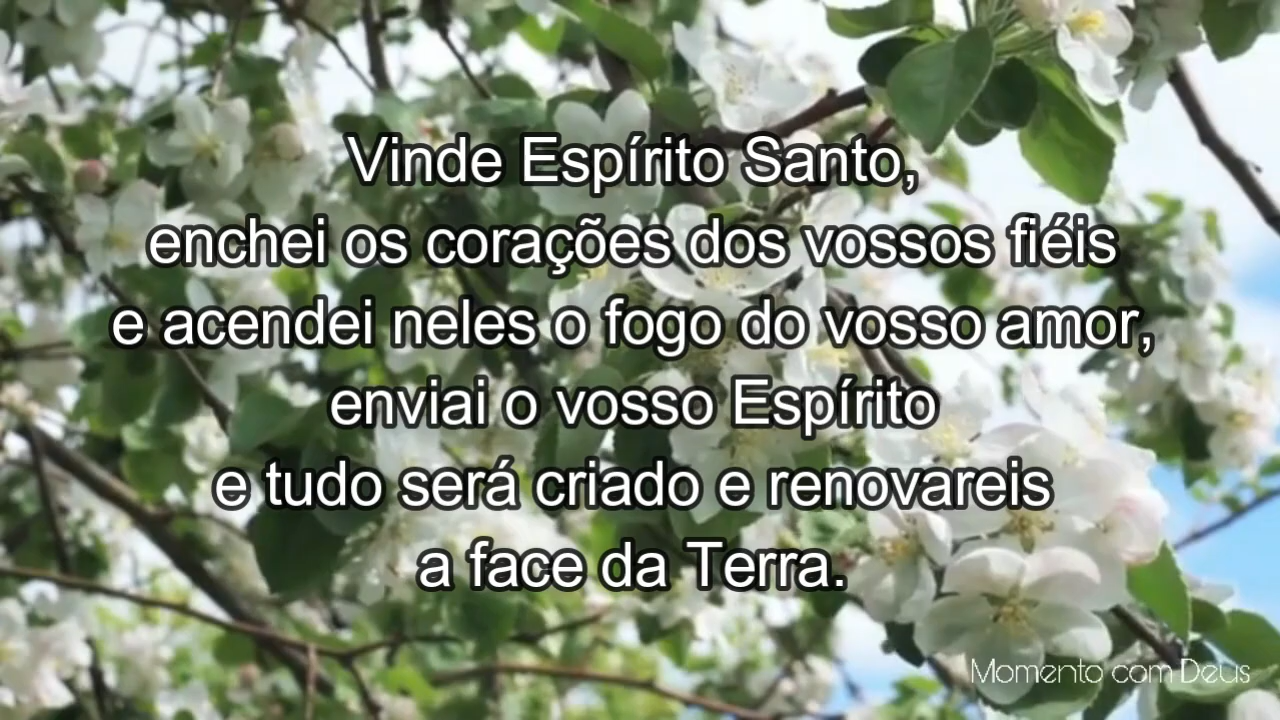 Vinde Espírito Santo,
enchei os corações dos vossos fiéis
e acendei neles o fogo do vosso amor,
enviai o vosso Espírito
e tudo será criado e renovareis
a face da Terra.
Momento com Deus